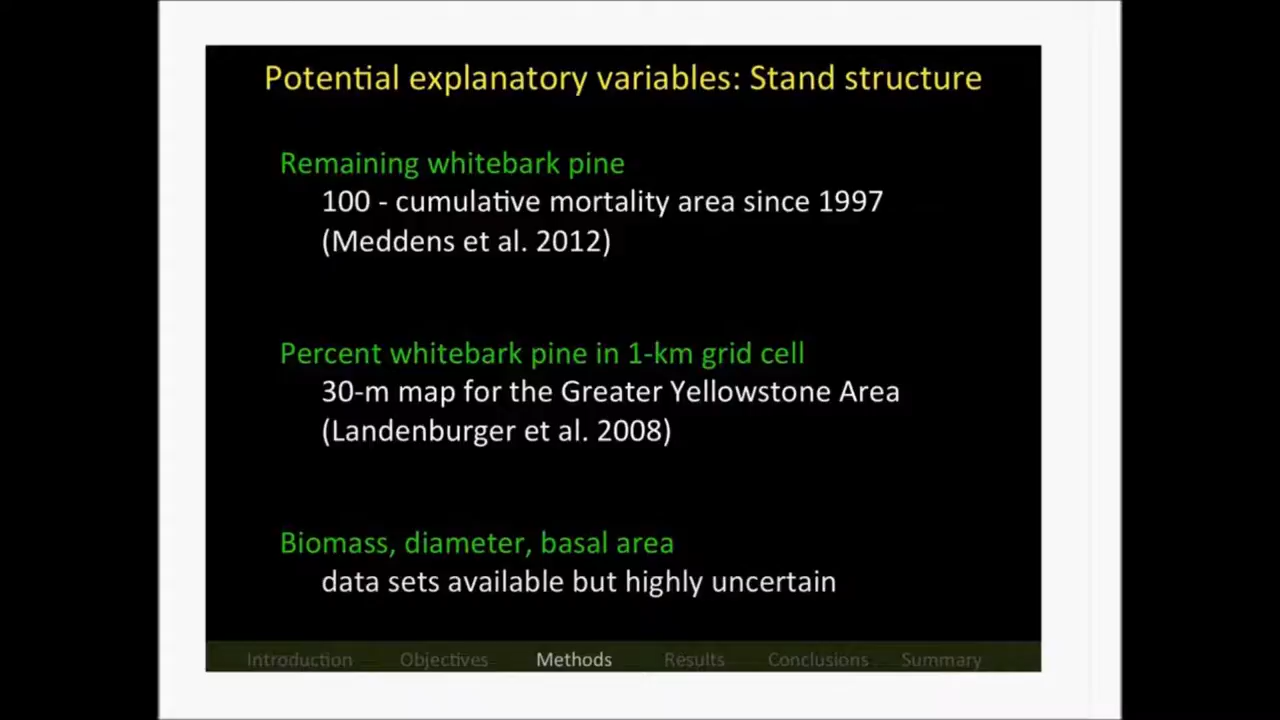 Potential explanatory variables: Stand structure
Remaining whitebark pine
100 - cumulative mortality area since 1997
(Meddens et al. 2012)
Percent whitebark pine in 1-km grid cell
30-m map for the Greater Yellowstone Area
(Landenburger et al. 2008)
Biomass, diameter, basal area
data sets available but highly uncertain
Introduction Objectives Methods Results Conclusions Summary